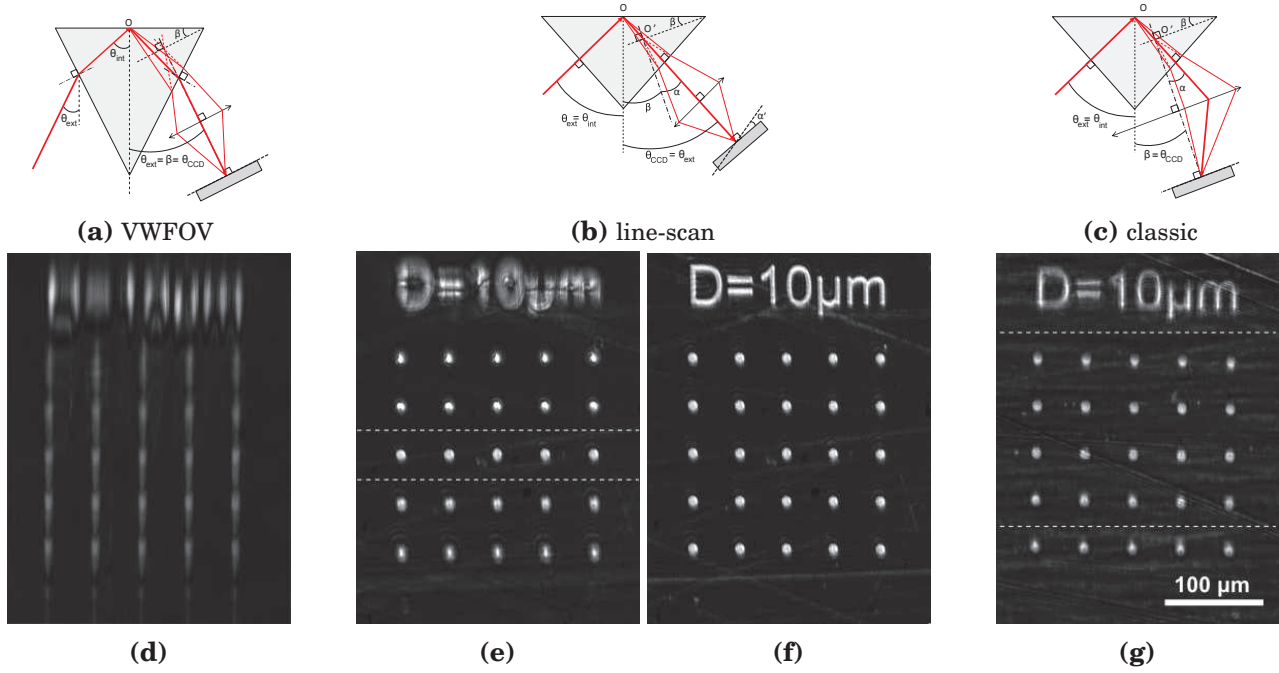 O
θint
β
θext
θext = β = θCCD
(a) VWFOV
O
O'
β
β
α
θext = θint
θCCD = θext
α'
(b) line-scan
O
O'
β
α
θext = θint
β = θCCD
(c) classic
D=10μm
D=10μm
D=10μm
100 μm
(d)
(e)
(f)
(g)